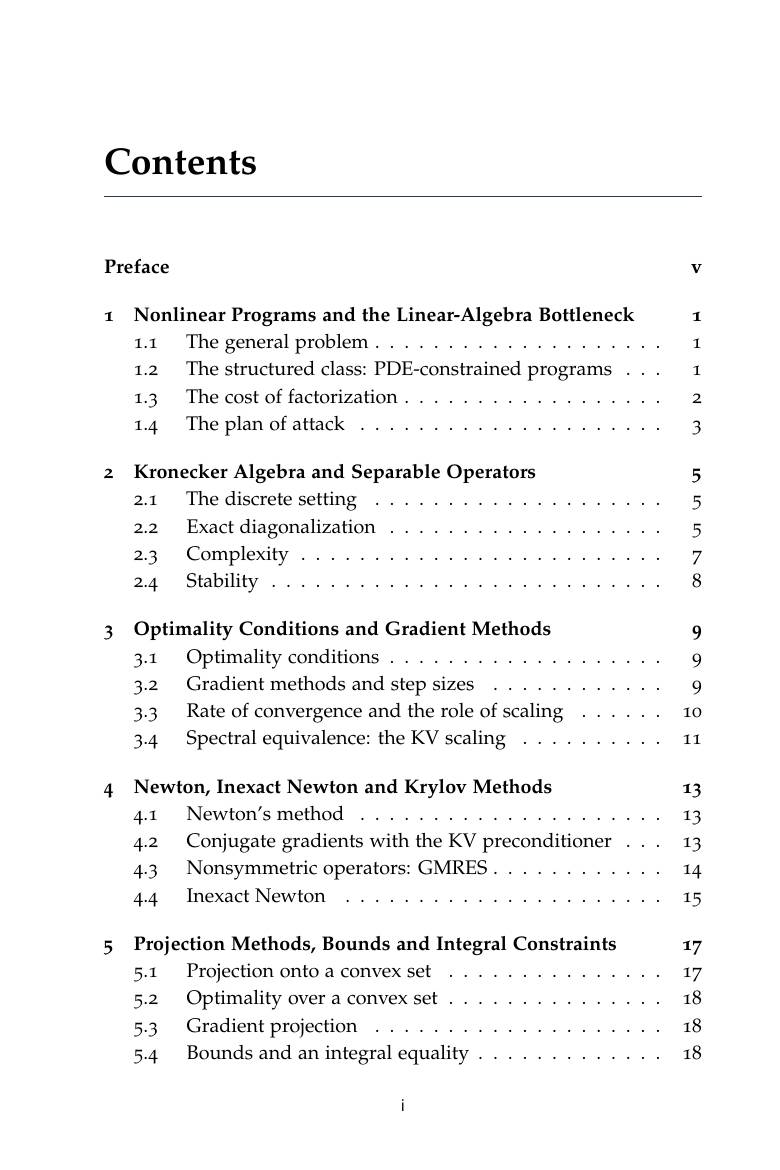 Contents
Preface v
1 Nonlinear Programs and the Linear-Algebra Bottleneck 1
1.1 The general problem . . . . . . . . . . . . . . . . . . . . 1
1.2 The structured class: PDE-constrained programs . . . 1
1.3 The cost of factorization . . . . . . . . . . . . . . . . . . 2
1.4 The plan of attack . . . . . . . . . . . . . . . . . . . . . 3
2 Kronecker Algebra and Separable Operators 5
2.1 The discrete setting . . . . . . . . . . . . . . . . . . . . 5
2.2 Exact diagonalization . . . . . . . . . . . . . . . . . . . 5
2.3 Complexity . . . . . . . . . . . . . . . . . . . . . . . . . 7
2.4 Stability . . . . . . . . . . . . . . . . . . . . . . . . . . . 8
3 Optimality Conditions and Gradient Methods 9
3.1 Optimality conditions . . . . . . . . . . . . . . . . . . . 9
3.2 Gradient methods and step sizes . . . . . . . . . . . . 9
3.3 Rate of convergence and the role of scaling . . . . . . 10
3.4 Spectral equivalence: the KV scaling . . . . . . . . . . 11
4 Newton, Inexact Newton and Krylov Methods 13
4.1 Newton's method . . . . . . . . . . . . . . . . . . . . . 13
4.2 Conjugate gradients with the KV preconditioner . . . 13
4.3 Nonsymmetric operators: GMRES . . . . . . . . . . . . 14
4.4 Inexact Newton . . . . . . . . . . . . . . . . . . . . . . 15
5 Projection Methods, Bounds and Integral Constraints 17
5.1 Projection onto a convex set . . . . . . . . . . . . . . . 17
5.2 Optimality over a convex set . . . . . . . . . . . . . . . 18
5.3 Gradient projection . . . . . . . . . . . . . . . . . . . . 18
5.4 Bounds and an integral equality . . . . . . . . . . . . . 18
i